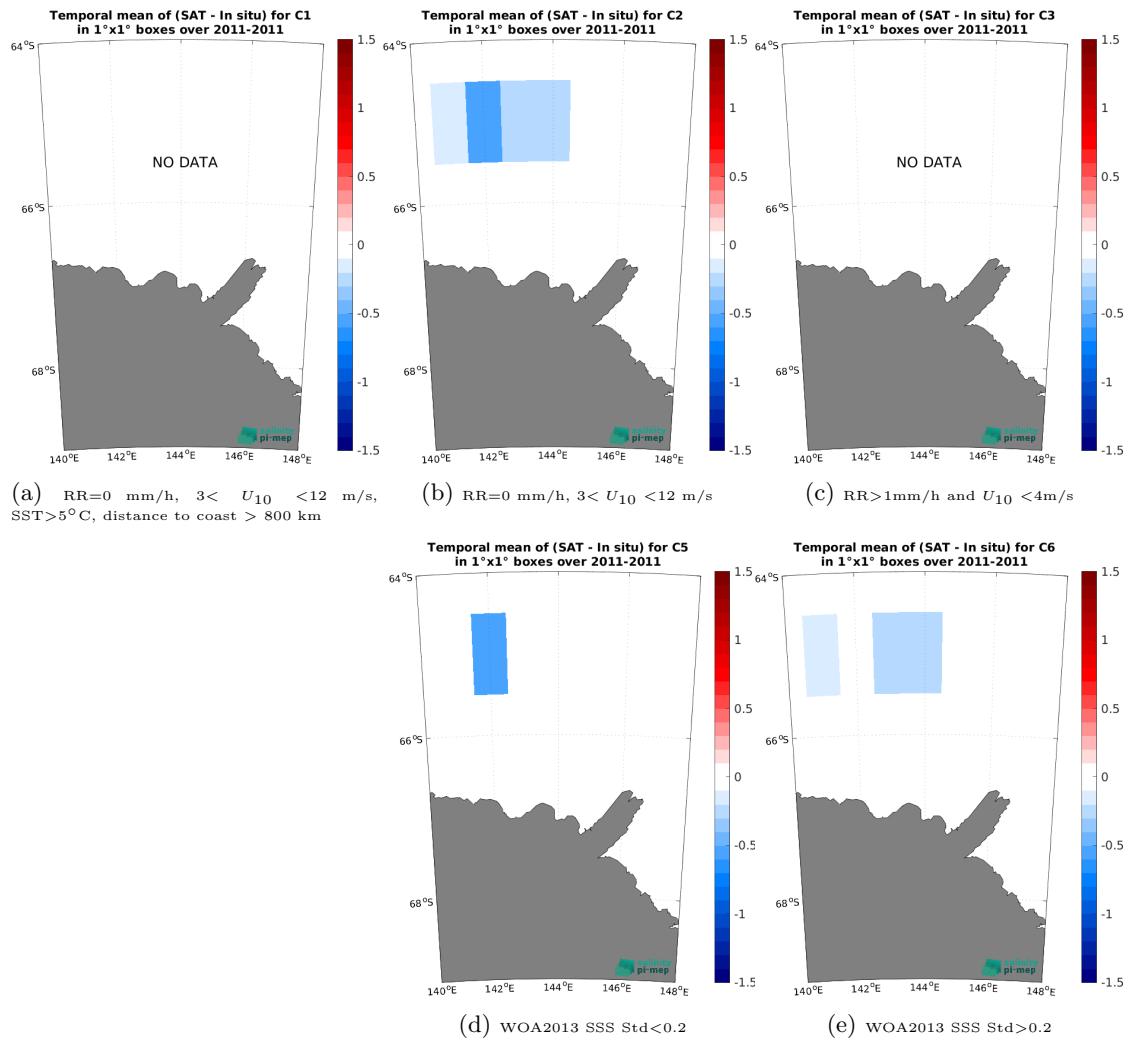 Temporal mean of (SAT - In situ) for C1
in 1°x1° boxes over 2011-2011
64°S
66°S
68°S
140°E
142°E
144°E
146°E
148°E
NO DATA
1.5
1
0.5
0
-0.5
-1
-1.5
salinity
pi-mep
(a) RR=0 mm/h, 3< U10 <12 m/s,
SST>5°C, distance to coast > 800 km
Temporal mean of (SAT - In situ) for C2
in 1°x1° boxes over 2011-2011
64°S
66°S
68°S
140°E
142°E
144°E
146°E
148°E
1.5
1
0.5
0
-0.5
-1
-1.5
salinity
pi-mep
(b) RR=0 mm/h, 3< U10 <12 m/s
Temporal mean of (SAT - In situ) for C3
in 1°x1° boxes over 2011-2011
64°S
66°S
68°S
140°E
142°E
144°E
146°E
148°E
NO DATA
1.5
1
0.5
0
-0.5
-1
-1.5
salinity
pi-mep
(c) RR>1mm/h and U10 <4m/s
Temporal mean of (SAT - In situ) for C5
in 1°x1° boxes over 2011-2011
64°S
66°S
68°S
140°E
142°E
144°E
146°E
148°E
1.5
1
0.5
0
-0.5
-1
-1.5
salinity
pi-mep
(d) WOA2013 SSS Std<0.2
Temporal mean of (SAT - In situ) for C6
in 1°x1° boxes over 2011-2011
64°S
66°S
68°S
140°E
142°E
144°E
146°E
148°E
1.5
1
0.5
0
-0.5
-1
-1.5
salinity
pi-mep
(e) WOA2013 SSS Std>0.2